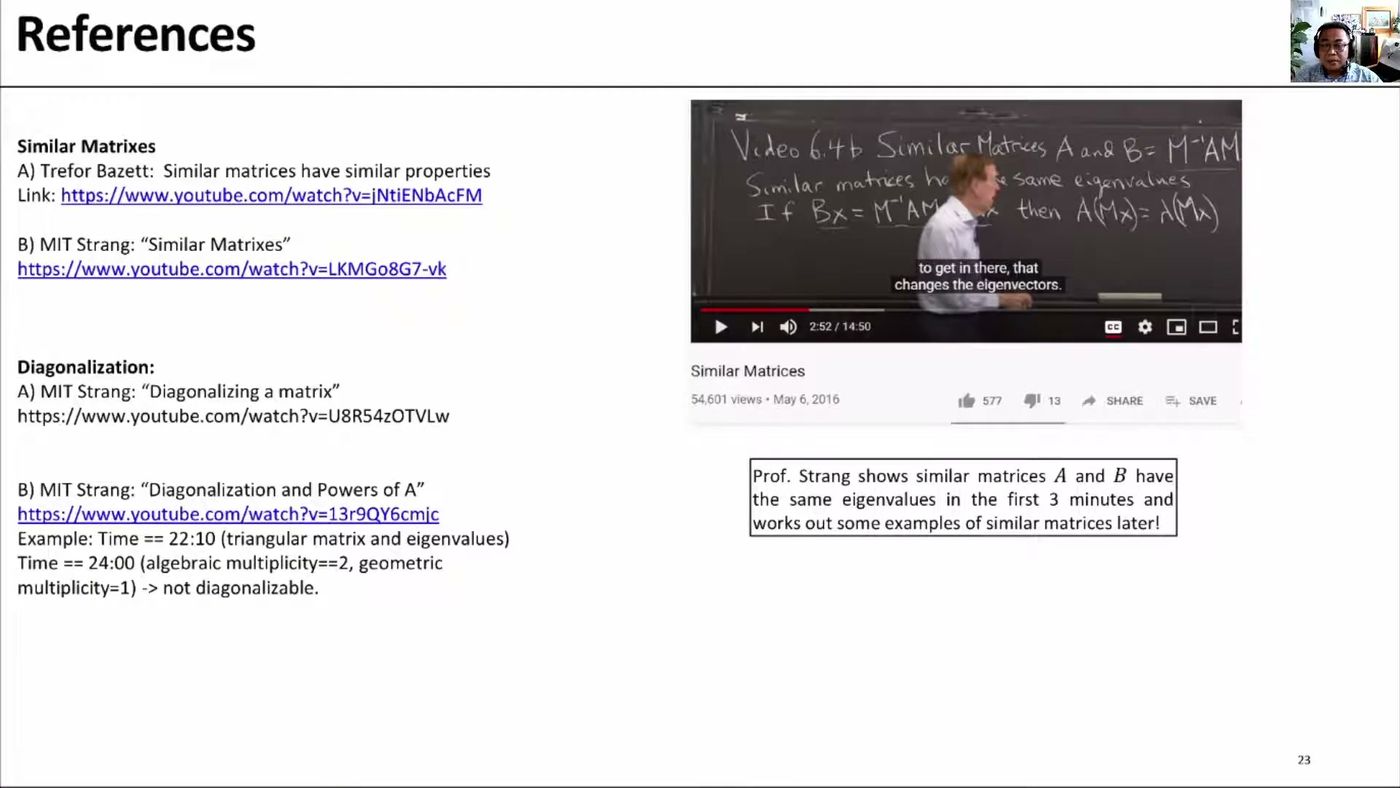 References
Similar Matrixes
A) Trefor Bazett: Similar matrices have similar properties
Link: https://www.youtube.com/watch?v=jNtiENbAcFM
B) MIT Strang: “Similar Matrixes”
https://www.youtube.com/watch?v=LKMGo8G7-vk
Diagonalization:
A) MIT Strang: “Diagonalizing a matrix”
https://www.youtube.com/watch?v=U8R54zOTVLw
B) MIT Strang: “Diagonalization and Powers of A”
https://www.youtube.com/watch?v=13r9QY6cmjc
Example: Time == 22:10 (triangular matrix and eigenvalues)
Time == 24:00 (algebraic multiplicity==2, geometric
multiplicity=1) -> not diagonalizable.
Video 6.4b Similar Matrices A and B = M⁻¹AM
Similar matrices same eigenvalues
If Bx = M⁻¹AM then A(Mx) = λ(Mx)
to get in there, that
changes the eigenvectors.
2:52 / 14:50
CC
Similar Matrices
54,601 views • May 6, 2016
577 13 SHARE SAVE
Prof. Strang shows similar matrices A and B have
the same eigenvalues in the first 3 minutes and
works out some examples of similar matrices later!
23